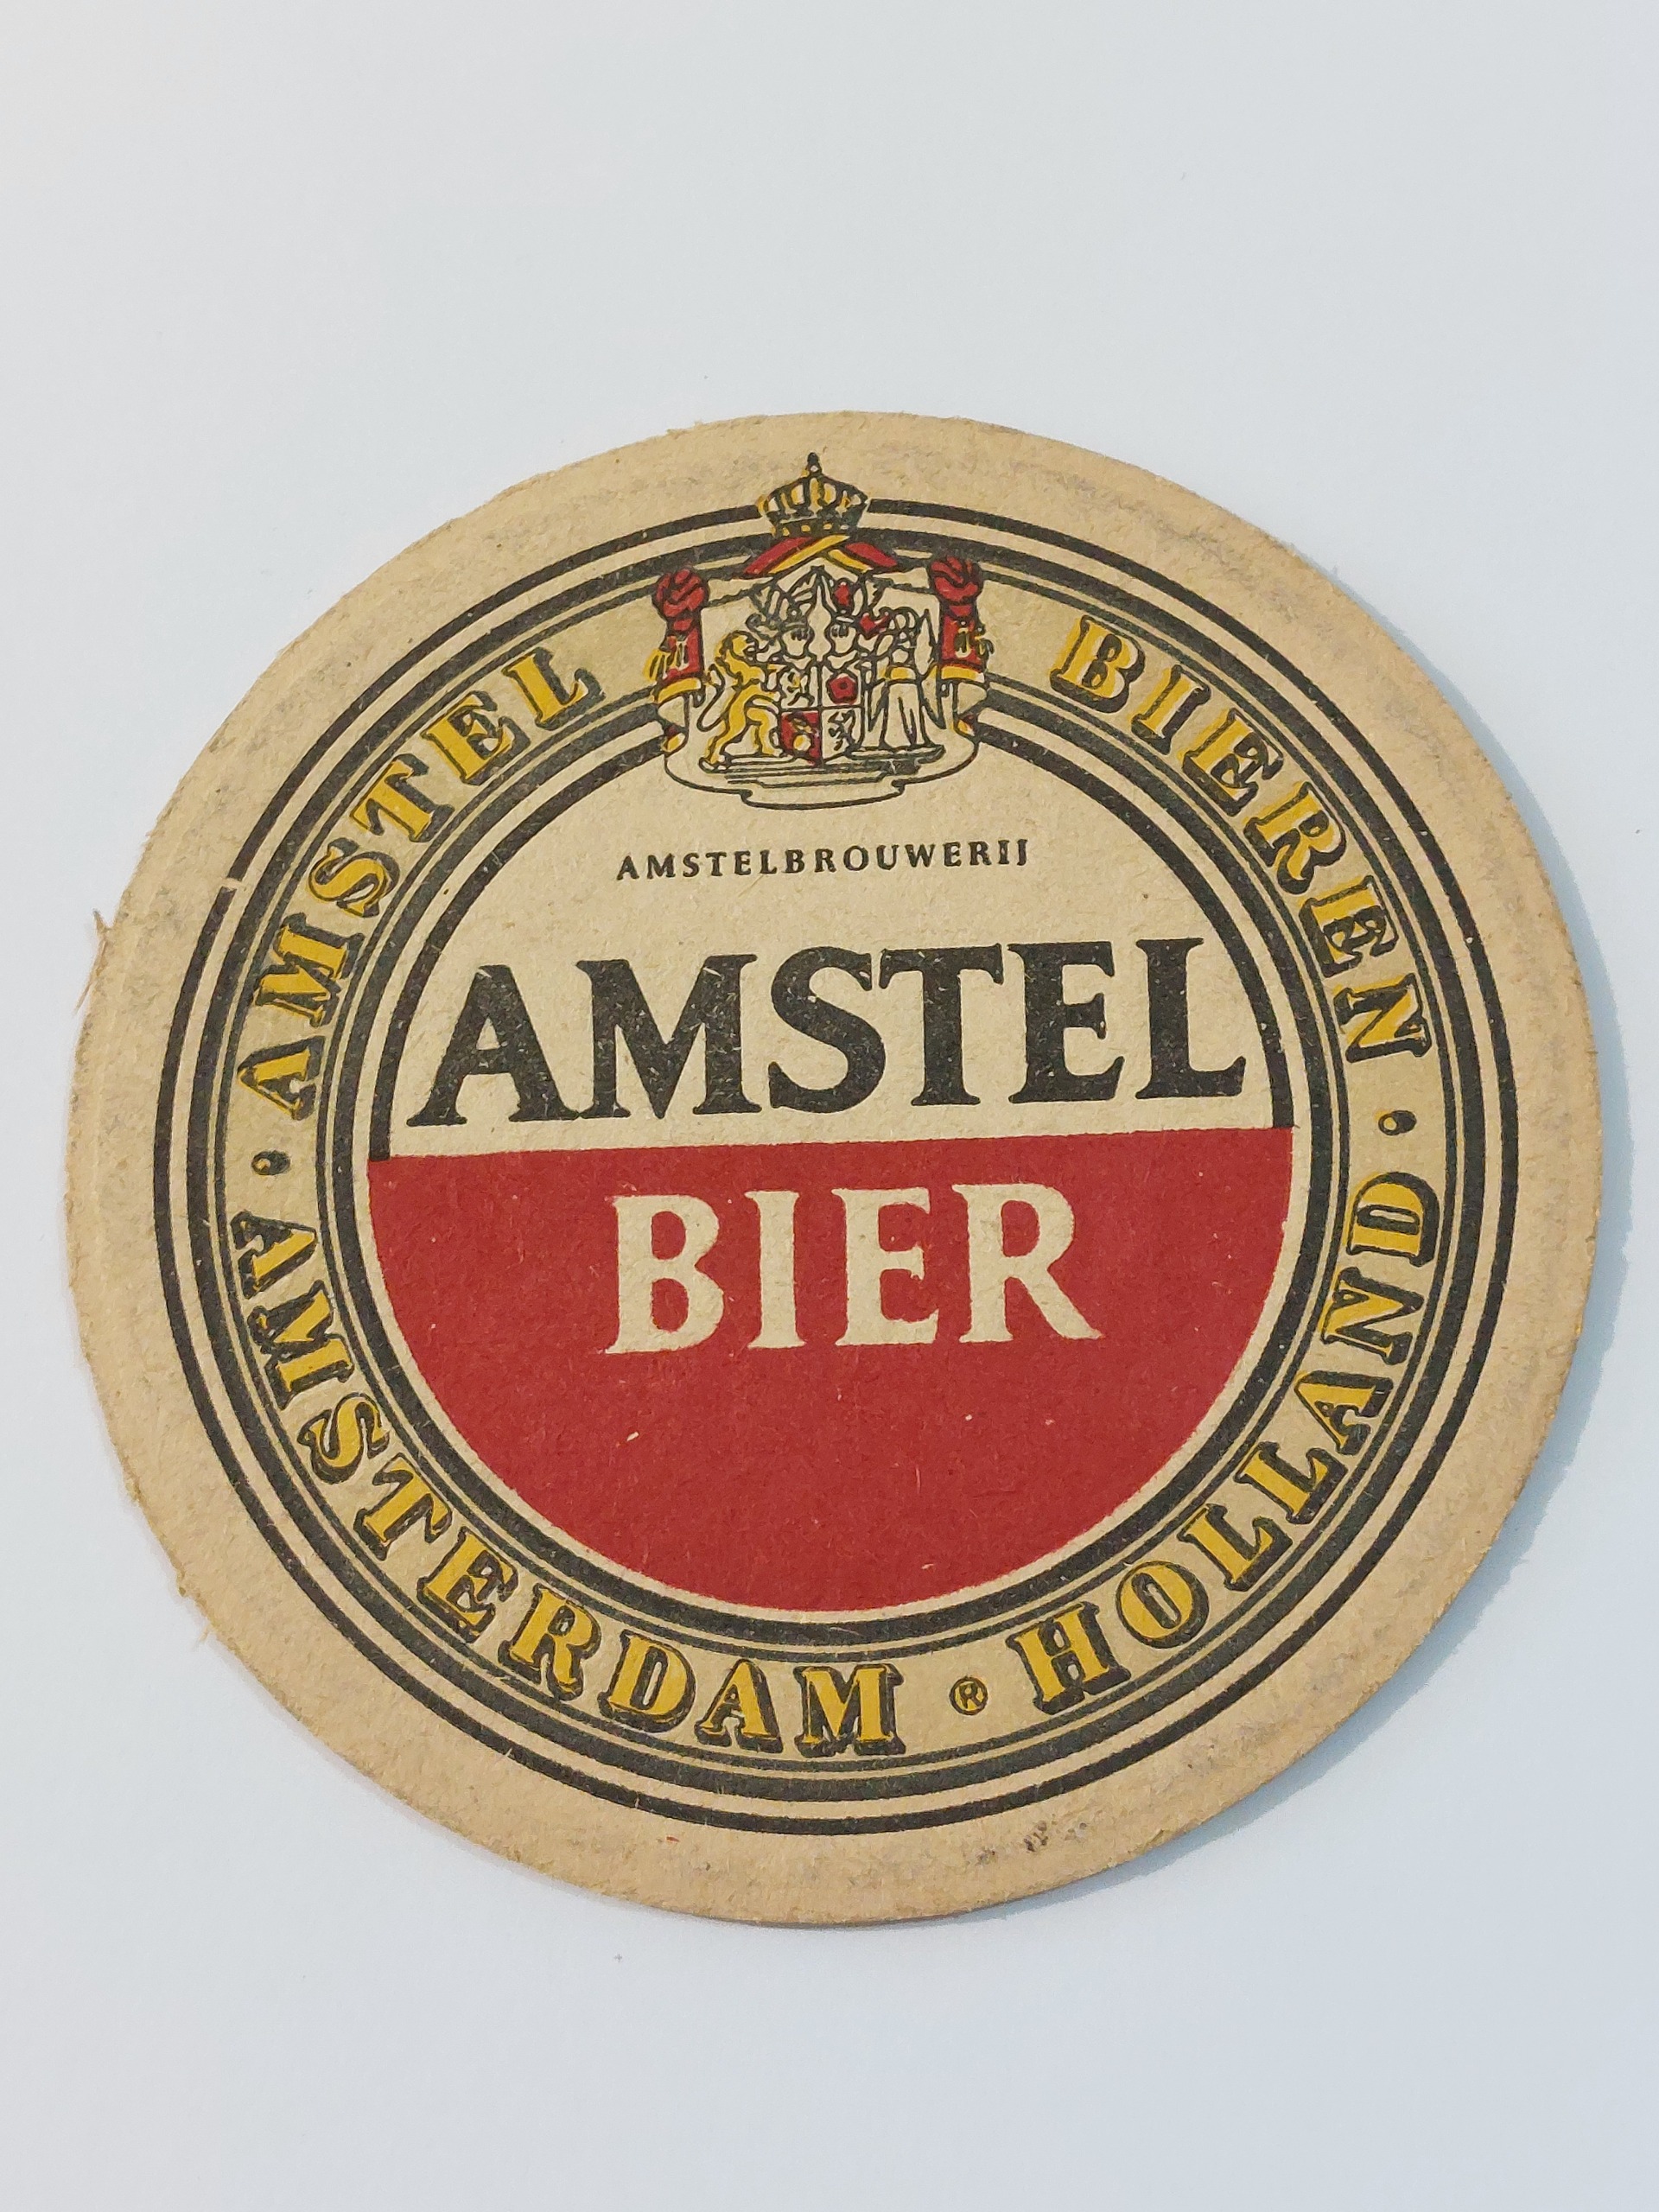 AMSTEL BIEREN
AMSTELBROUWERIJ
AMSTEL
BIER
AMSTERDAM ® HOLLAND